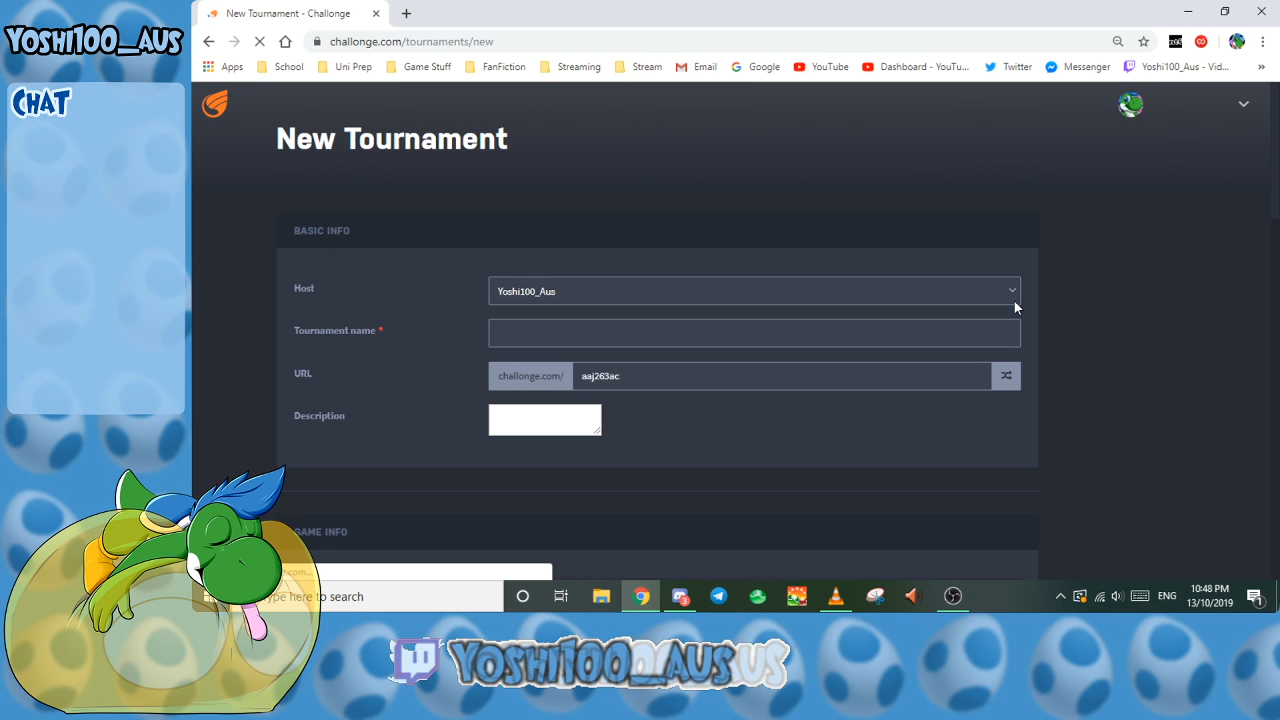 YOSHI100_AUS
CHAT
New Tournament - Challonge
challonge.com/tournaments/new
Apps School Uni Prep Game Stuff FanFiction Streaming Stream Email Google YouTube Dashboard - YouTu... Twitter Messenger Yoshi100_Aus - Vid... »
New Tournament
BASIC INFO
Host
Yoshi100_Aus
Tournament name *
URL
challonge.com/ aaj263ac
Description
GAME INFO
ype here to search
ENG
10:48 PM
13/10/2019
YOSHI100_AUS